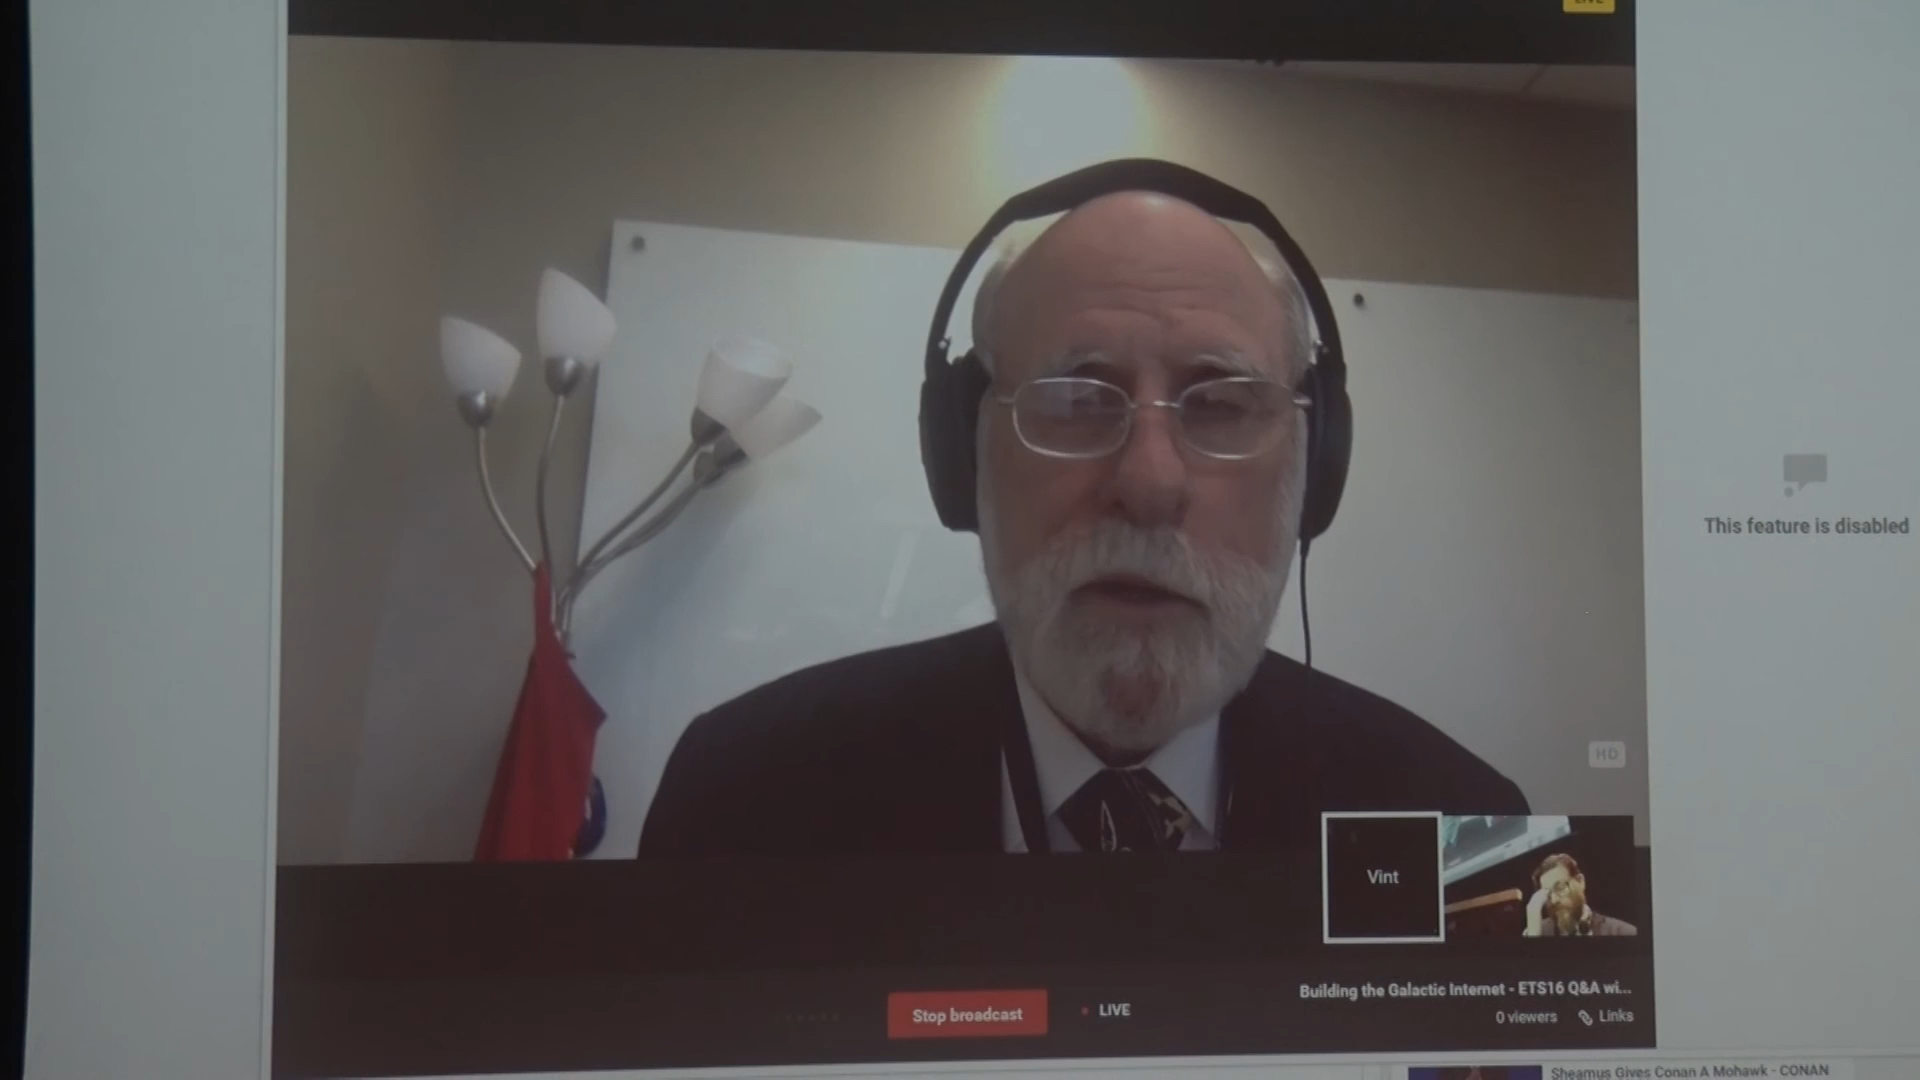 LIVE
This feature is disabled
HD
Vint
Building the Galactic Internet - ETS16 Q&A wi...
Stop broadcast
LIVE
0 viewers
Links
Sheamus Gives Conan A Mohawk - CONAN